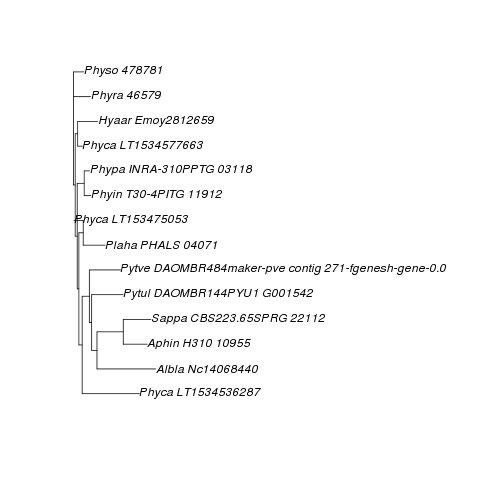 Physo 478781
Phyra 46579
Hyaar Emoy2812659
Phyca LT1534577663
Phypa INRA-310PPTG 03118
Phyin T30-4PITG 11912
Phyca LT153475053
Plaha PHALS 04071
Pytve DAOMBR484maker-pve contig 271-fgenesh-gene-0.0
Pytul DAOMBR144PYU1 G001542
Sappa CBS223.65SPRG 22112
Aphin H310 10955
Albla Nc14068440
Phyca LT1534536287